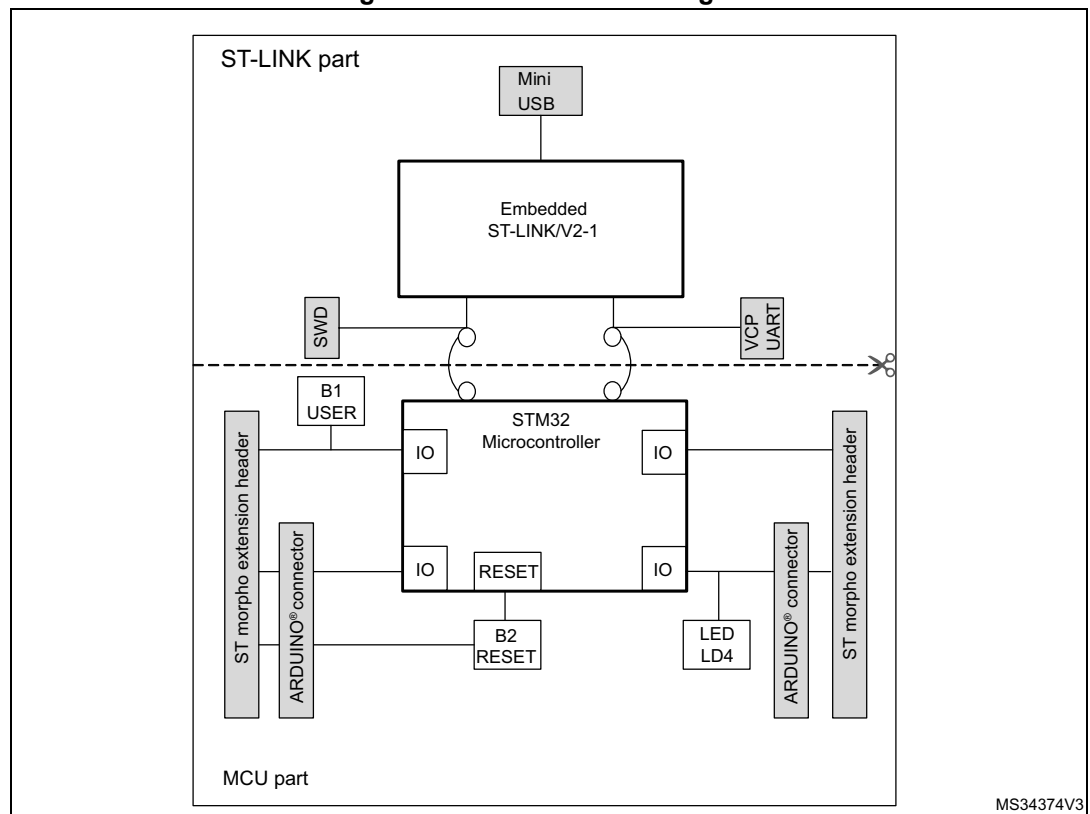 ST-LINK part
Mini
USB
Embedded
ST-LINK/V2-1
SWD
VCP
UART
B1
USER
STM32
Microcontroller
IO
IO
ST morpho extension header
ARDUINO® connector
IO
RESET
IO
B2
RESET
LED
LD4
ARDUINO® connector
ST morpho extension header
MCU part
MS34374V3